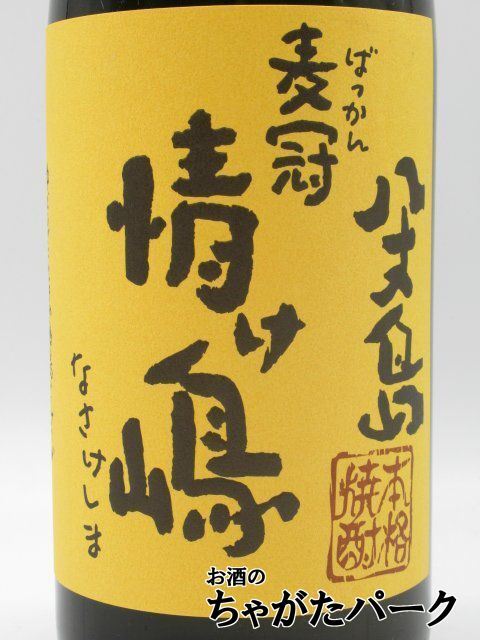 八丈島
本格
焼酎
ばっかん
麦冠
情け嶋
なさけしま
お酒の
ちゃがたパーク